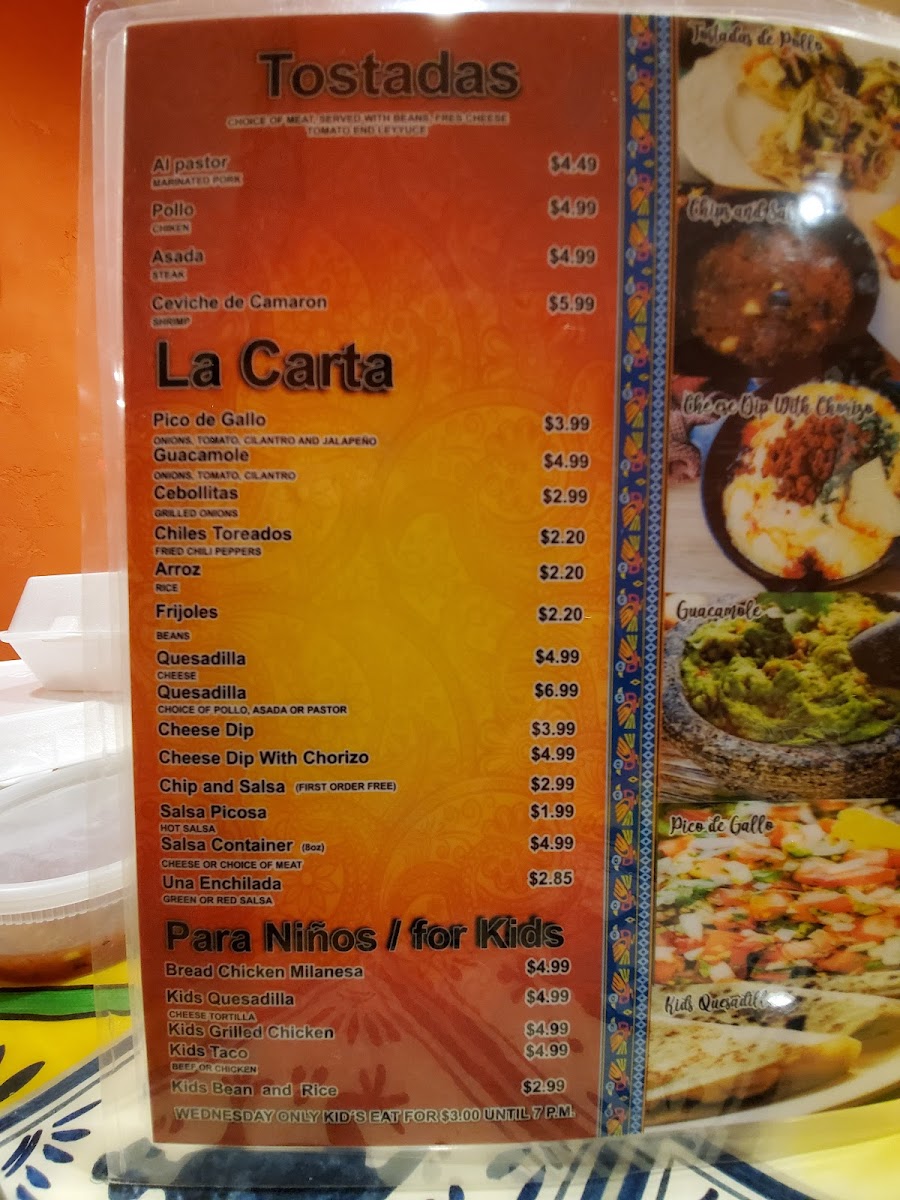 Tostadas
CHOICE OF MEAT, SERVED WITH BEANS, FRES CHEESE
TOMATO END LEYYUCE
Al pastor $4.49
MARINATED PORK
Pollo $4.99
CHIKEN
Asada $4.99
STEAK
Ceviche de Camaron $5.99
SHRIMP
La Carta
Pico de Gallo $3.99
ONIONS, TOMATO, CILANTRO AND JALAPEÑO
Guacamole $4.99
ONIONS, TOMATO, CILANTRO
Cebollitas $2.99
GRILLED ONIONS
Chiles Toreados $2.20
FRIED CHILI PEPPERS
Arroz $2.20
RICE
Frijoles $2.20
BEANS
Quesadilla $4.99
CHEESE
Quesadilla $6.99
CHOICE OF POLLO, ASADA OR PASTOR
Cheese Dip $3.99
Cheese Dip With Chorizo $4.99
Chip and Salsa (FIRST ORDER FREE) $2.99
Salsa Picosa $1.99
HOT SALSA
Salsa Container (8oz) $4.99
CHEESE OR CHOICE OF MEAT
Una Enchilada $2.85
GREEN OR RED SALSA
Para Niños / for Kids
Bread Chicken Milanesa $4.99
Kids Quesadilla $4.99
CHEESE TORTILLA
Kids Grilled Chicken $4.99
Kids Taco $4.99
BEEF OR CHICKEN
Kids Bean and Rice $2.99
WEDNESDAY ONLY KID'S EAT FOR $3.00 UNTIL 7 P.M.
Tostadas de Pollo
Chips and
Cheese Dip With Chorizo
Guacamole
Pico de Gallo
Kids Quesadilla